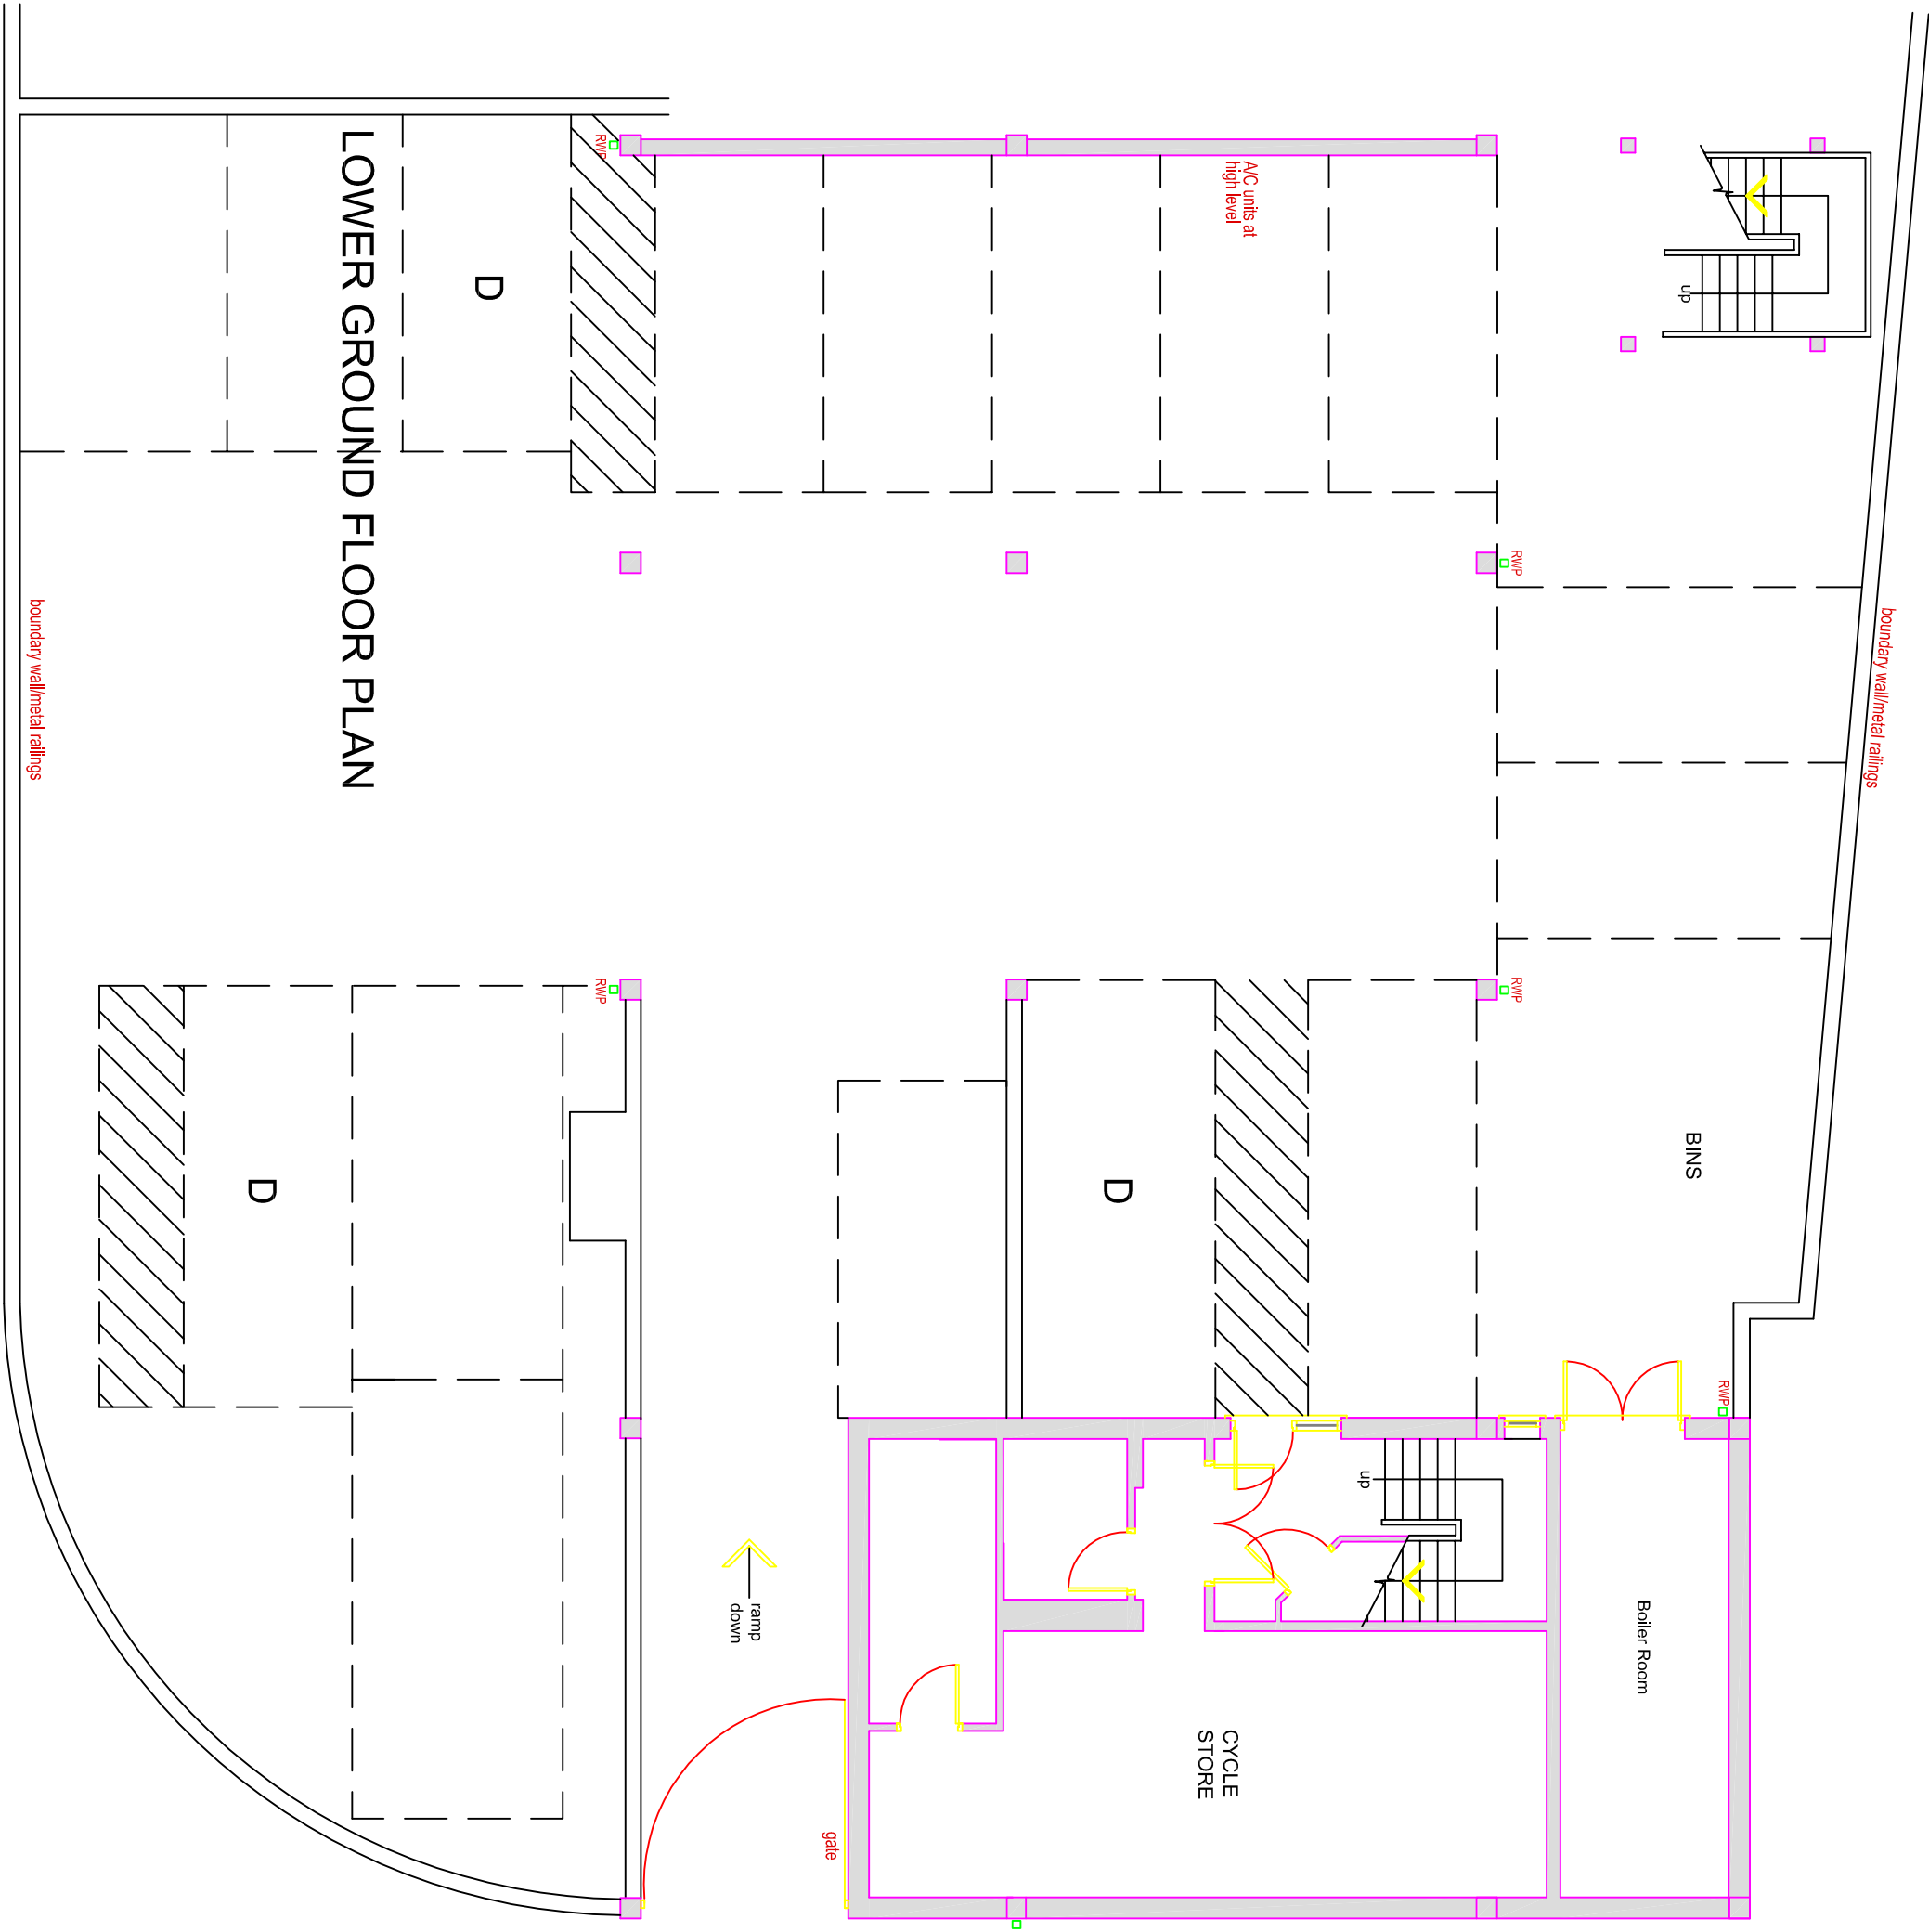 LOWER GROUND FLOOR PLAN
boundary wall/metal railings
boundary wall/metal railings
RWP
A/C units at
high level
D
up
RWP
RWP
RWP
BINS
D
D
RWP
up
ramp
down
Boiler Room
CYCLE
STORE
gate